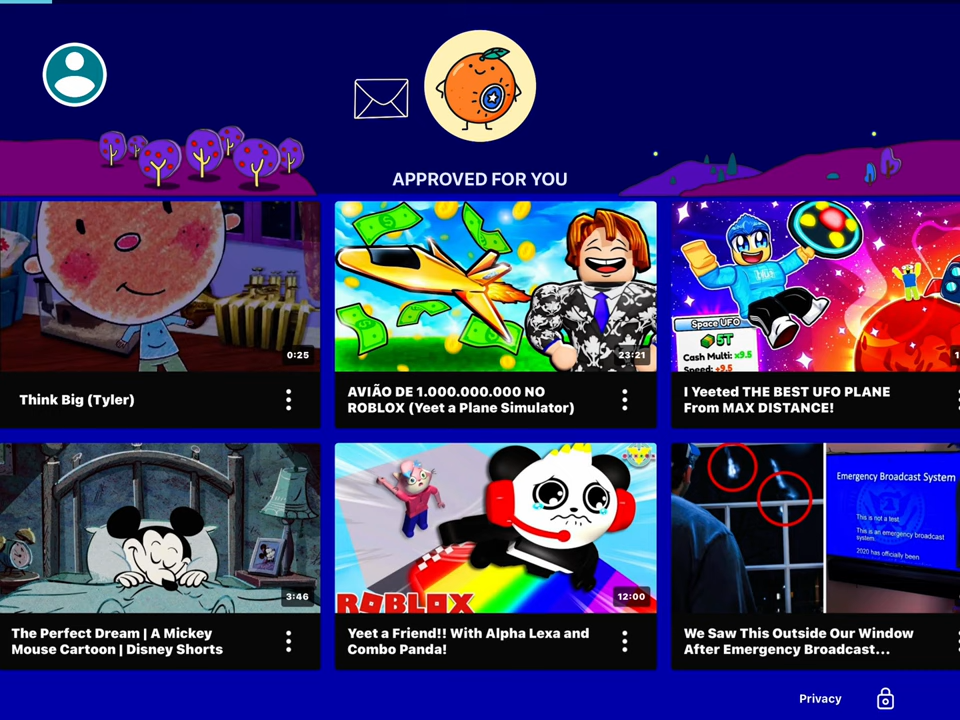 APPROVED FOR YOU
0:25
Think Big (Tyler)
23:21
AVIÃO DE 1.000.000.000 NO
ROBLOX (Yeet a Plane Simulator)
Space UFO
5T
Cash Multi: x9.5
Speed: +9.5
I Yeeted THE BEST UFO PLANE
From MAX DISTANCE!
3:46
The Perfect Dream | A Mickey
Mouse Cartoon | Disney Shorts
ROBLOX
12:00
Yeet a Friend!! With Alpha Lexa and
Combo Panda!
Emergency Broadcast System
This is not a test.
This is an emergency broadcast
system.
2020 has officially been
We Saw This Outside Our Window
After Emergency Broadcast...
Privacy